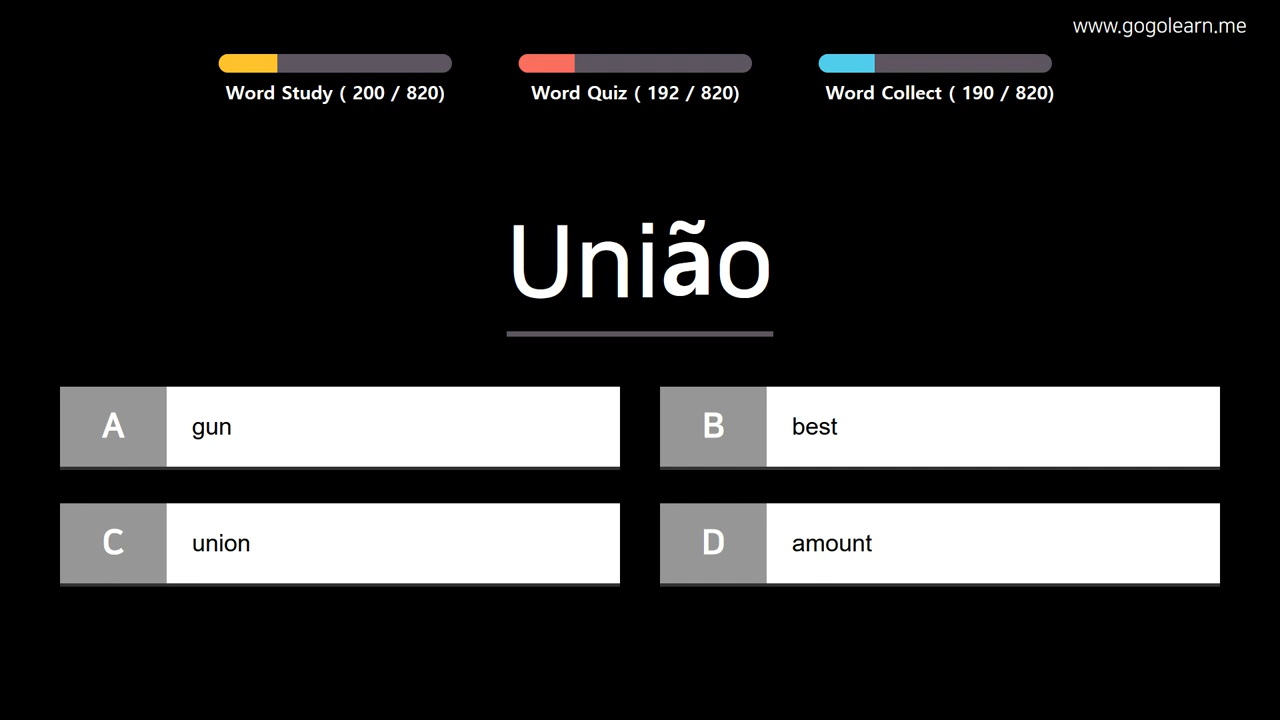 www.gogolearn.me
Word Study ( 200 / 820)
Word Quiz ( 192 / 820)
Word Collect ( 190 / 820)
União
A gun
B best
C union
D amount